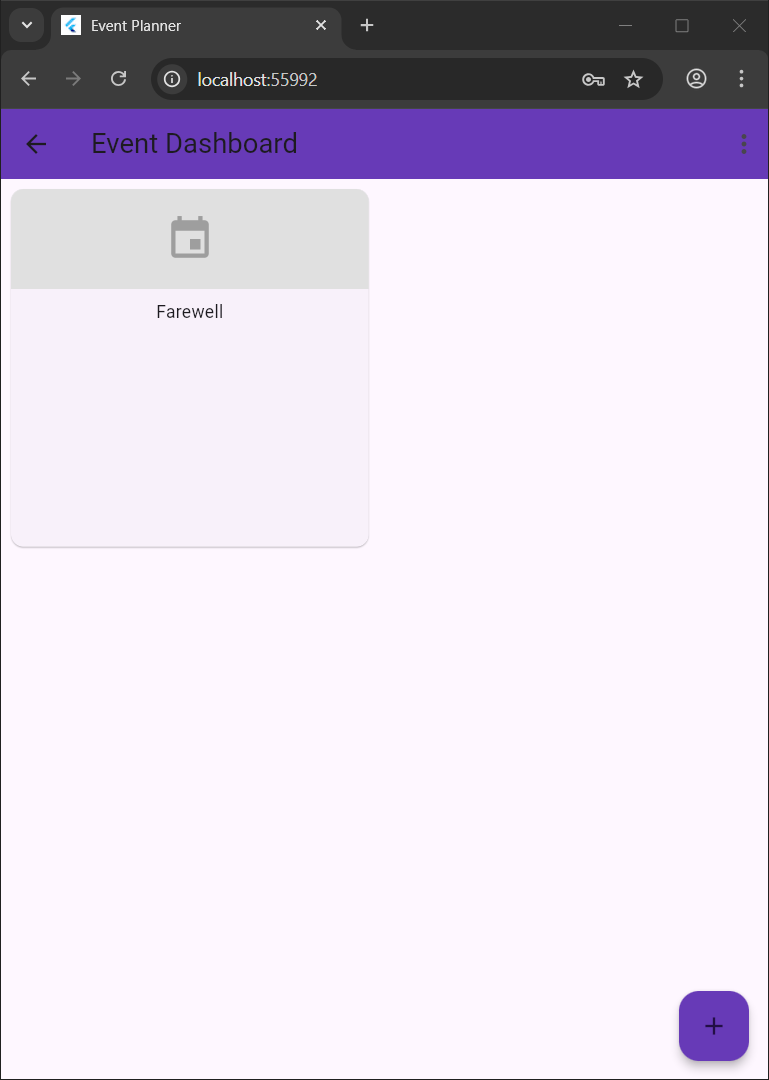 Event Planner
localhost:55992
Event Dashboard
Farewell